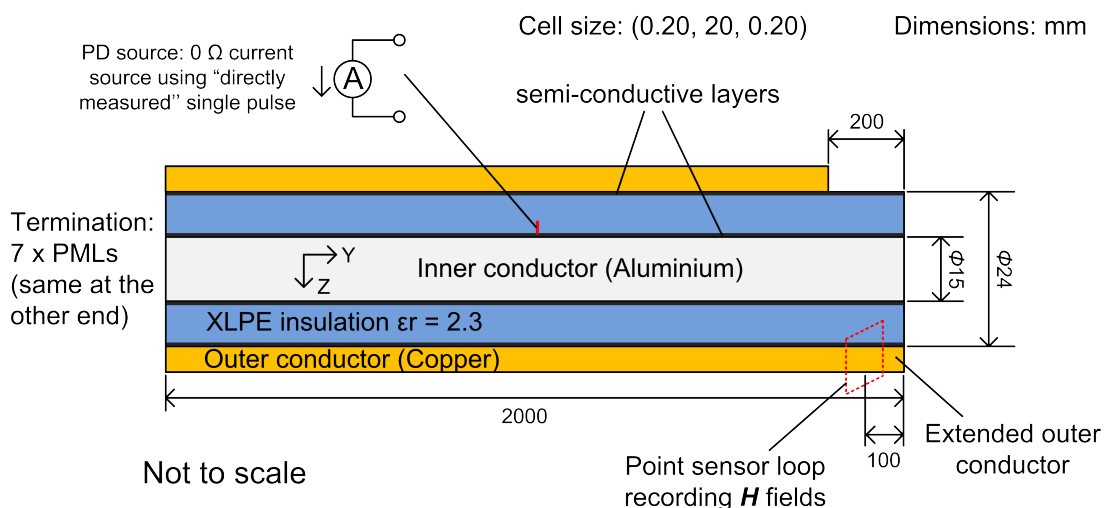 Cell size: (0.20, 20, 0.20)
Dimensions: mm
PD source: 0 Ω current
source using “directly
measured’’ single pulse
A
semi-conductive layers
200
Termination:
7 x PMLs
(same at the
other end)
Y
Z
Inner conductor (Aluminium)
Φ15
Φ24
XLPE insulation εr = 2.3
Outer conductor (Copper)
2000
100
Extended outer
conductor
Point sensor loop
recording H fields
Not to scale